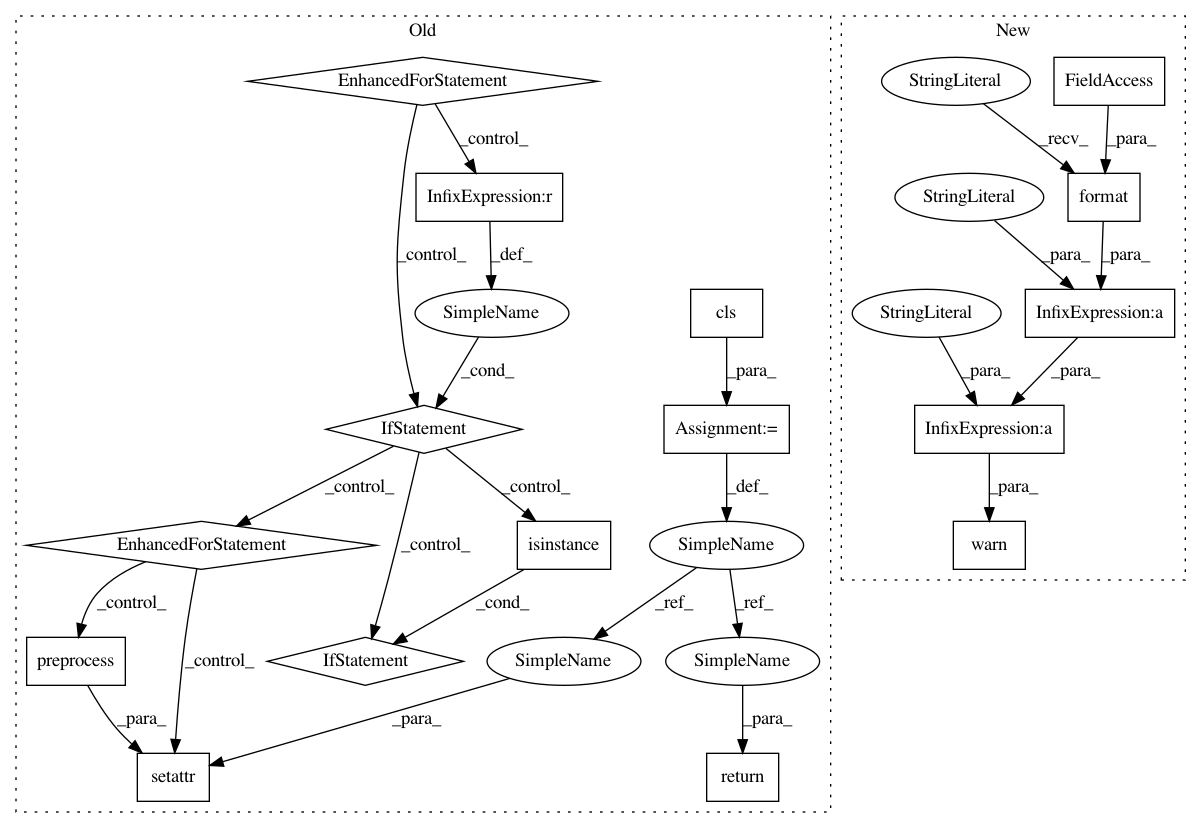 Old
New
EnhancedForStatement
StringLiteral
FieldAccess
_control_
_recv_
_para_
InfixExpression:r
StringLiteral
format
_control_
_def_
_para_
_para_
SimpleName
cls
StringLiteral
InfixExpression:a
_cond_
_para_
_para_
_para_
IfStatement
Assignment:=
InfixExpression:a
_control_
_control_
_def_
_para_
EnhancedForStatement
_control_
isinstance
SimpleName
warn
_control_
_cond_
_ref_
_ref_
preprocess
_control_
IfStatement
SimpleName
SimpleName
_para_
_para_
_para_
setattr
return